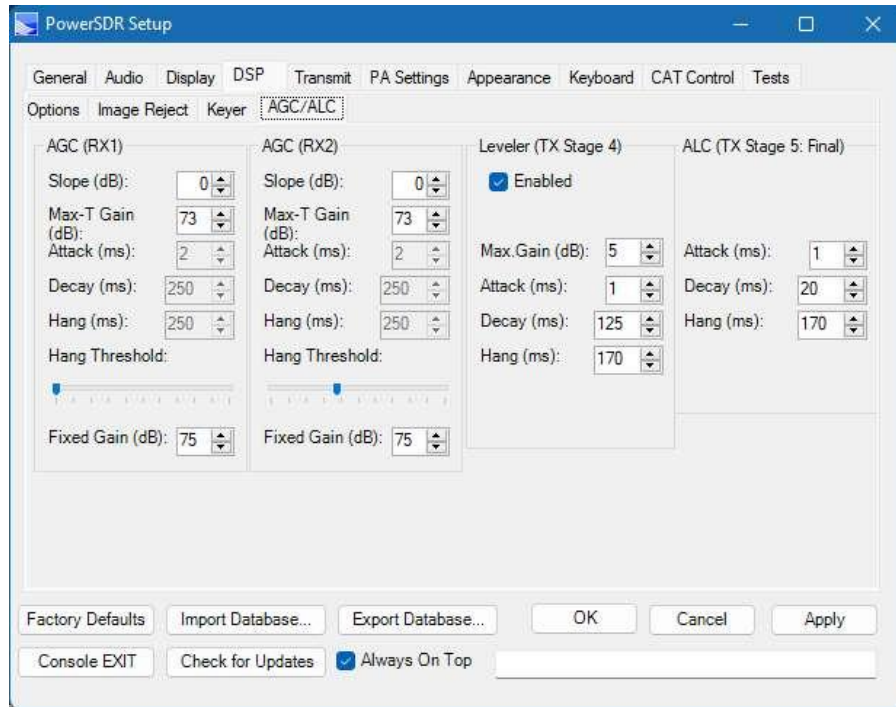 PowerSDR Setup
General Audio Display DSP Transmit PA Settings Appearance Keyboard CAT Control Tests
Options Image Reject Keyer AGC/ALC
AGC (RX1)
Slope (dB): 0
Max-T Gain (dB): 73
Attack (ms): 2
Decay (ms): 250
Hang (ms): 250
Hang Threshold:
Fixed Gain (dB): 75
AGC (RX2)
Slope (dB): 0
Max-T Gain (dB): 73
Attack (ms): 2
Decay (ms): 250
Hang (ms): 250
Hang Threshold:
Fixed Gain (dB): 75
Leveler (TX Stage 4)
Enabled
Max.Gain (dB): 5
Attack (ms): 1
Decay (ms): 125
Hang (ms): 170
ALC (TX Stage 5: Final)
Attack (ms): 1
Decay (ms): 20
Hang (ms): 170
Factory Defaults Import Database... Export Database... OK Cancel Apply
Console EXIT Check for Updates Always On Top